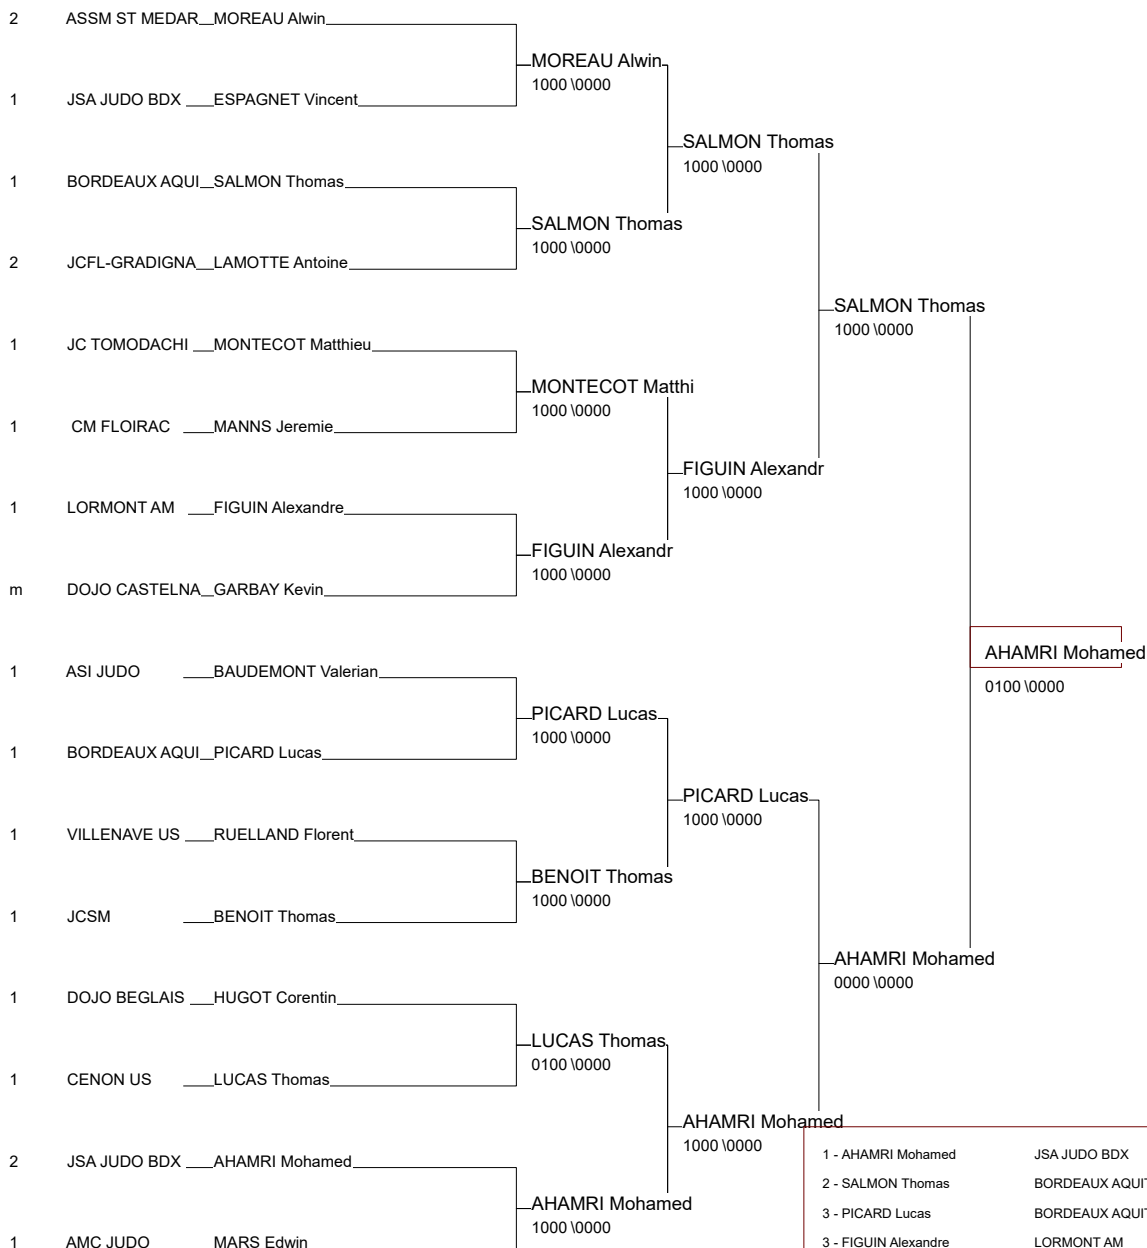 2 ASSM ST MEDAR MOREAU Alwin
MOREAU Alwin
1000 \0000
1 JSA JUDO BDX ESPAGNET Vincent
SALMON Thomas
1000 \0000
1 BORDEAUX AQUI SALMON Thomas
SALMON Thomas
1000 \0000
2 JCFL-GRADIGNA LAMOTTE Antoine
SALMON Thomas
1000 \0000
1 JC TOMODACHI MONTECOT Matthieu
MONTECOT Matthi
1000 \0000
1 CM FLOIRAC MANNS Jeremie
FIGUIN Alexandr
1000 \0000
1 LORMONT AM FIGUIN Alexandre
FIGUIN Alexandr
1000 \0000
m DOJO CASTELNA GARBAY Kevin
AHAMRI Mohamed
0100 \0000
1 ASI JUDO BAUDEMONT Valerian
PICARD Lucas
1000 \0000
1 BORDEAUX AQUI PICARD Lucas
PICARD Lucas
1000 \0000
1 VILLENAVE US RUELLAND Florent
BENOIT Thomas
1000 \0000
1 JCSM BENOIT Thomas
AHAMRI Mohamed
0000 \0000
1 DOJO BEGLAIS HUGOT Corentin
LUCAS Thomas
0100 \0000
1 CENON US LUCAS Thomas
AHAMRI Mohamed
1000 \0000
2 JSA JUDO BDX AHAMRI Mohamed
AHAMRI Mohamed
1000 \0000
1 AMC JUDO MARS Edwin
1 - AHAMRI Mohamed JSA JUDO BDX
2 - SALMON Thomas BORDEAUX AQUI
3 - PICARD Lucas BORDEAUX AQUI
3 - FIGUIN Alexandre LORMONT AM